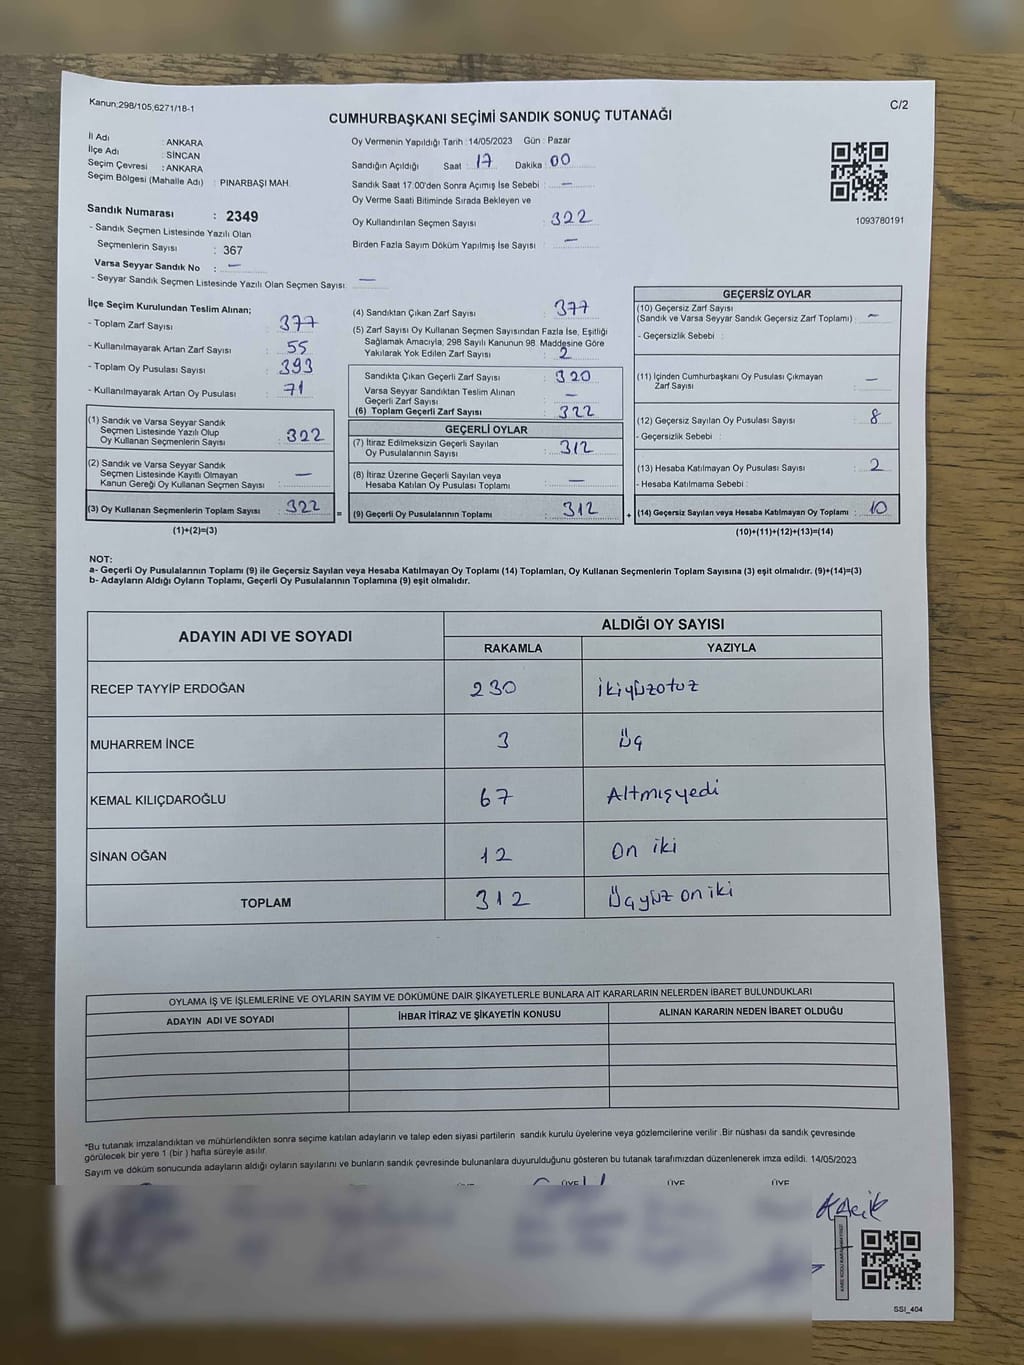 Kanun:298/105,6271/18-1
C/2
CUMHURBAŞKANI SEÇİMİ SANDIK SONUÇ TUTANAĞI
İl Adı : ANKARA
İlçe Adı : SİNCAN
Seçim Çevresi : ANKARA
Seçim Bölgesi (Mahalle Adı) : PINARBAŞI MAH.
Sandık Numarası : 2349
- Sandık Seçmen Listesinde Yazılı Olan
Seçmenlerin Sayısı : 367
Varsa Seyyar Sandık No : —
- Seyyar Sandık Seçmen Listesinde Yazılı Olan Seçmen Sayısı: —
Oy Vermenin Yapıldığı Tarih :14/05/2023 Gün : Pazar
Sandığın Açıldığı Saat : 17 Dakika : 00
Sandık Saat 17.00'den Sonra Açımış İse Sebebi : —
Oy Verme Saati Bitiminde Sırada Bekleyen ve
Oy Kullandırılan Seçmen Sayısı : 322
Birden Fazla Sayım Döküm Yapılmış İse Sayısı : —
1093780191
İlçe Seçim Kurulundan Teslim Alınan;
- Toplam Zarf Sayısı : 377
- Kullanılmayarak Artan Zarf Sayısı : 55
- Toplam Oy Pusulası Sayısı : 393
- Kullanılmayarak Artan Oy Pusulası : 71
(1) Sandık ve Varsa Seyyar Sandık
Seçmen Listesinde Yazılı Olup
Oy Kullanan Seçmenlerin Sayısı : 322
(2) Sandık ve Varsa Seyyar Sandık
Seçmen Listesinde Kayıtlı Olmayan
Kanun Gereği Oy Kullanan Seçmen Sayısı : —
(3) Oy Kullanan Seçmenlerin Toplam Sayısı : 322
(1)+(2)=(3)
(4) Sandıktan Çıkan Zarf Sayısı : 377
(5) Zarf Sayısı Oy Kullanan Seçmen Sayısından Fazla İse, Eşitliği
Sağlamak Amacıyla; 298 Sayılı Kanunun 98. Maddesine Göre
Yakılarak Yok Edilen Zarf Sayısı : 2
Sandıkta Çıkan Geçerli Zarf Sayısı : 320
Varsa Seyyar Sandıktan Teslim Alınan
Geçerli Zarf Sayısı : —
(6) Toplam Geçerli Zarf Sayısı : 322
GEÇERLİ OYLAR
(7) İtiraz Edilmeksizin Geçerli Sayılan
Oy Pusulalarının Sayısı : 312
(8) İtiraz Üzerine Geçerli Sayılan veya
Hesaba Katılan Oy Pusulası Toplamı : —
= (9) Geçerli Oy Pusulalarının Toplamı : 312
GEÇERSİZ OYLAR
(10) Geçersiz Zarf Sayısı
(Sandık ve Varsa Seyyar Sandık Geçersiz Zarf Toplamı) : —
- Geçersizlik Sebebi :
(11) İçinden Cumhurbaşkanı Oy Pusulası Çıkmayan
Zarf Sayısı : —
(12) Geçersiz Sayılan Oy Pusulası Sayısı : 8
- Geçersizlik Sebebi :
(13) Hesaba Katılmayan Oy Pusulası Sayısı : 2
- Hesaba Katılmama Sebebi :
+ (14) Geçersiz Sayılan veya Hesaba Katılmayan Oy Toplamı : 10
(10)+(11)+(12)+(13)=(14)
NOT:
a- Geçerli Oy Pusulalarının Toplamı (9) ile Geçersiz Sayılan veya Hesaba Katılmayan Oy Toplamı (14) Toplamları, Oy Kullanan Seçmenlerin Toplam Sayısına (3) eşit olmalıdır. (9)+(14)=(3)
b- Adayların Aldığı Oyların Toplamı, Geçerli Oy Pusulalarının Toplamına (9) eşit olmalıdır.
ADAYIN ADI VE SOYADI ALDIĞI OY SAYISI
RAKAMLA YAZIYLA
RECEP TAYYİP ERDOĞAN 230 ikiyüzotuz
MUHARREM İNCE 3 Üç
KEMAL KILIÇDAROĞLU 67 Altmışyedi
SİNAN OĞAN 12 On iki
TOPLAM 312 Üçyüz on iki
OYLAMA İŞ VE İŞLEMLERİNE VE OYLARIN SAYIM VE DÖKÜMÜNE DAİR ŞİKAYETLERLE BUNLARA AİT KARARLARIN NELERDEN İBARET BULUNDUKLARI
ADAYIN ADI VE SOYADI İHBAR İTİRAZ VE ŞİKAYETİN KONUSU ALINAN KARARIN NEDEN İBARET OLDUĞU
*Bu tutanak imzalandıktan ve mühürlendikten sonra seçime katılan adayların ve talep eden siyasi partilerin sandık kurulu üyelerine veya gözlemcilerine verilir .Bir nüshası da sandık çevresinde
görülecek bir yere 1 (bir ) hafta süreyle asılır.
Sayım ve döküm sonucunda adayların aldığı oyların sayılarını ve bunların sandık çevresinde bulunanlara duyurulduğunu gösteren bu tutanak tarafımızdan düzenlenerek imza edildi. 14/05/2023
ÜYE ÜYE ÜYE
SSI_404